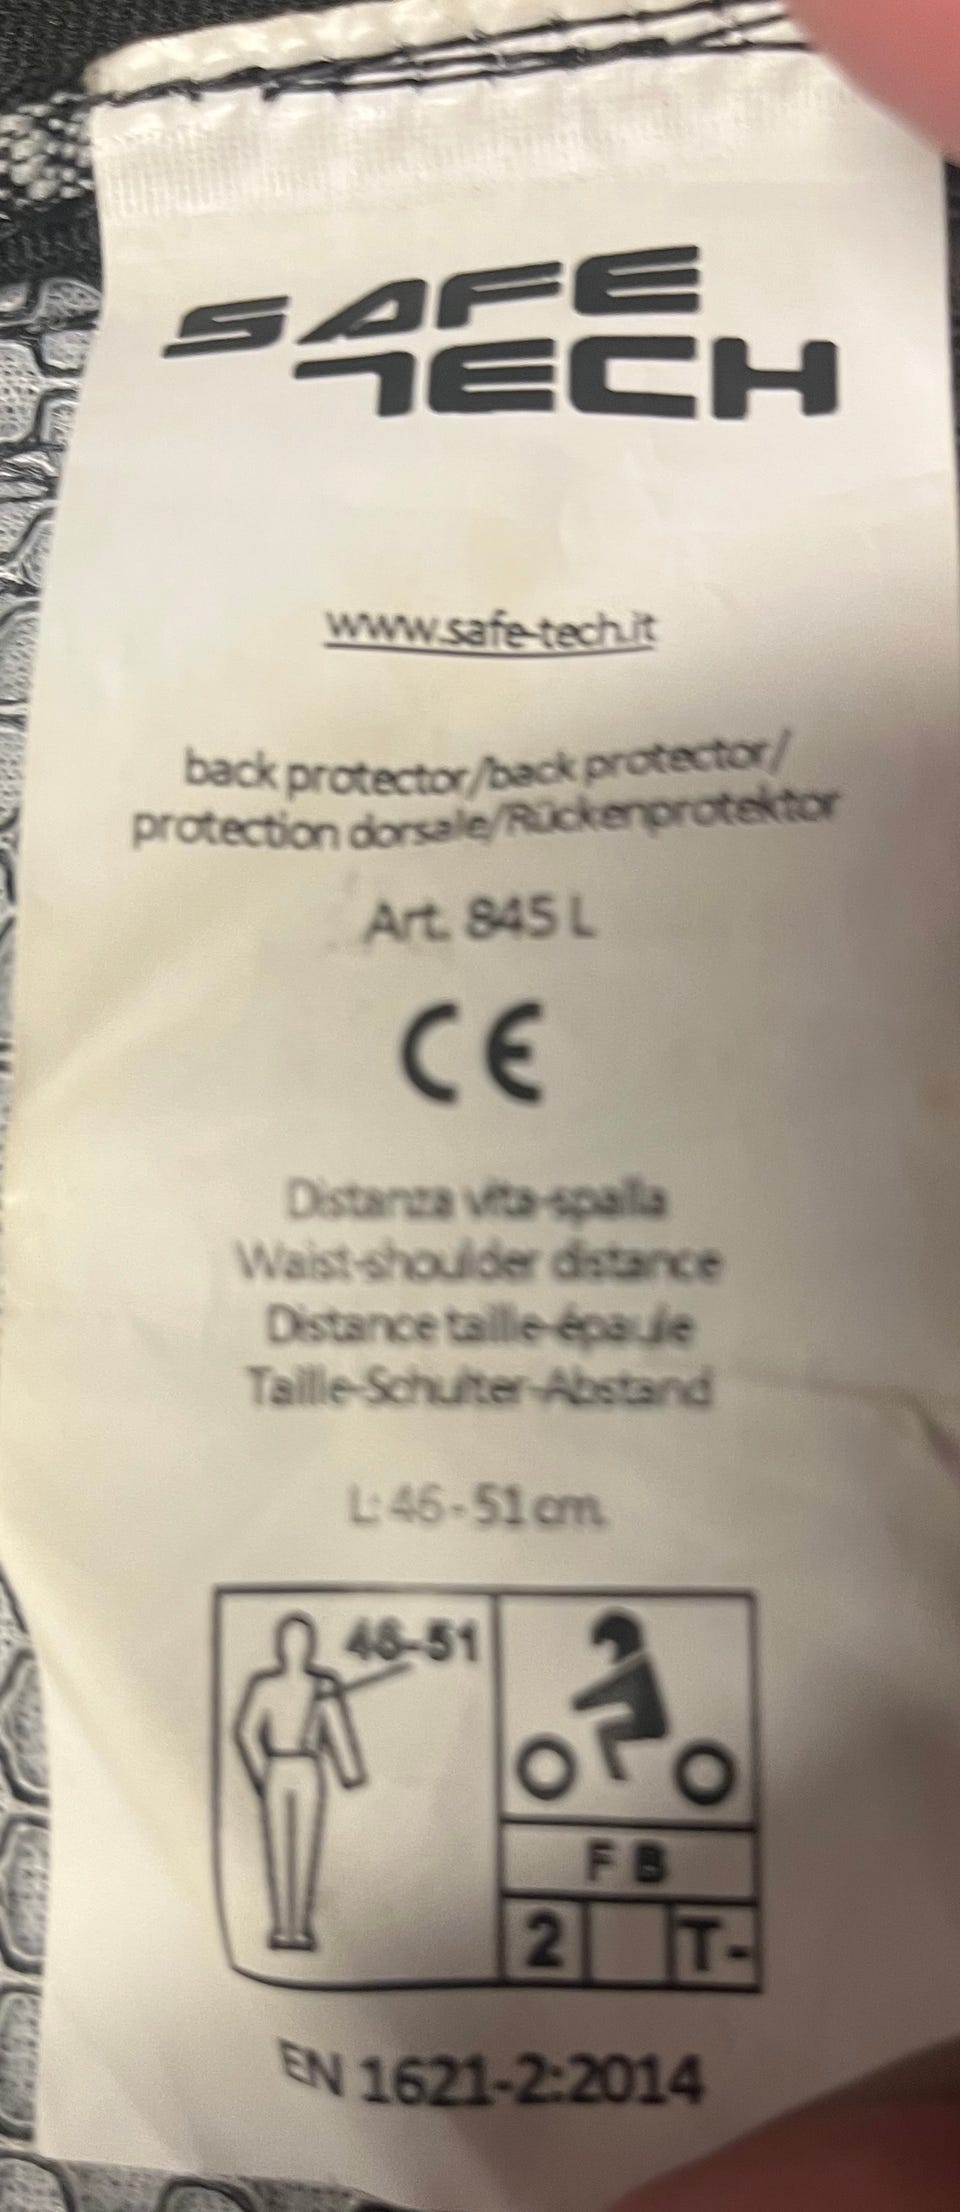 SAFE
TECH
www.safe-tech.it
back protector/back protector/
protection dorsale/Rückenprotektor
Art. 845 L
CE
Distanza vita-spalla
Waist-shoulder distance
Distance taille-épaule
Taille-Schulter-Abstand
L: 46 - 51 cm.
46-51
F B
2 T-
EN 1621-2:2014